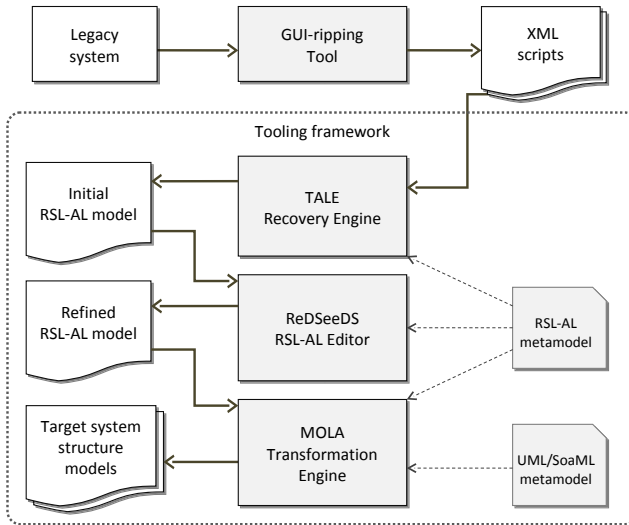 Legacy
system
GUI-ripping
Tool
XML
scripts
Tooling framework
Initial
RSL-AL model
TALE
Recovery Engine
Refined
RSL-AL model
ReDSeeDS
RSL-AL Editor
RSL-AL
metamodel
Target system
structure
models
MOLA
Transformation
Engine
UML/SoaML
metamodel